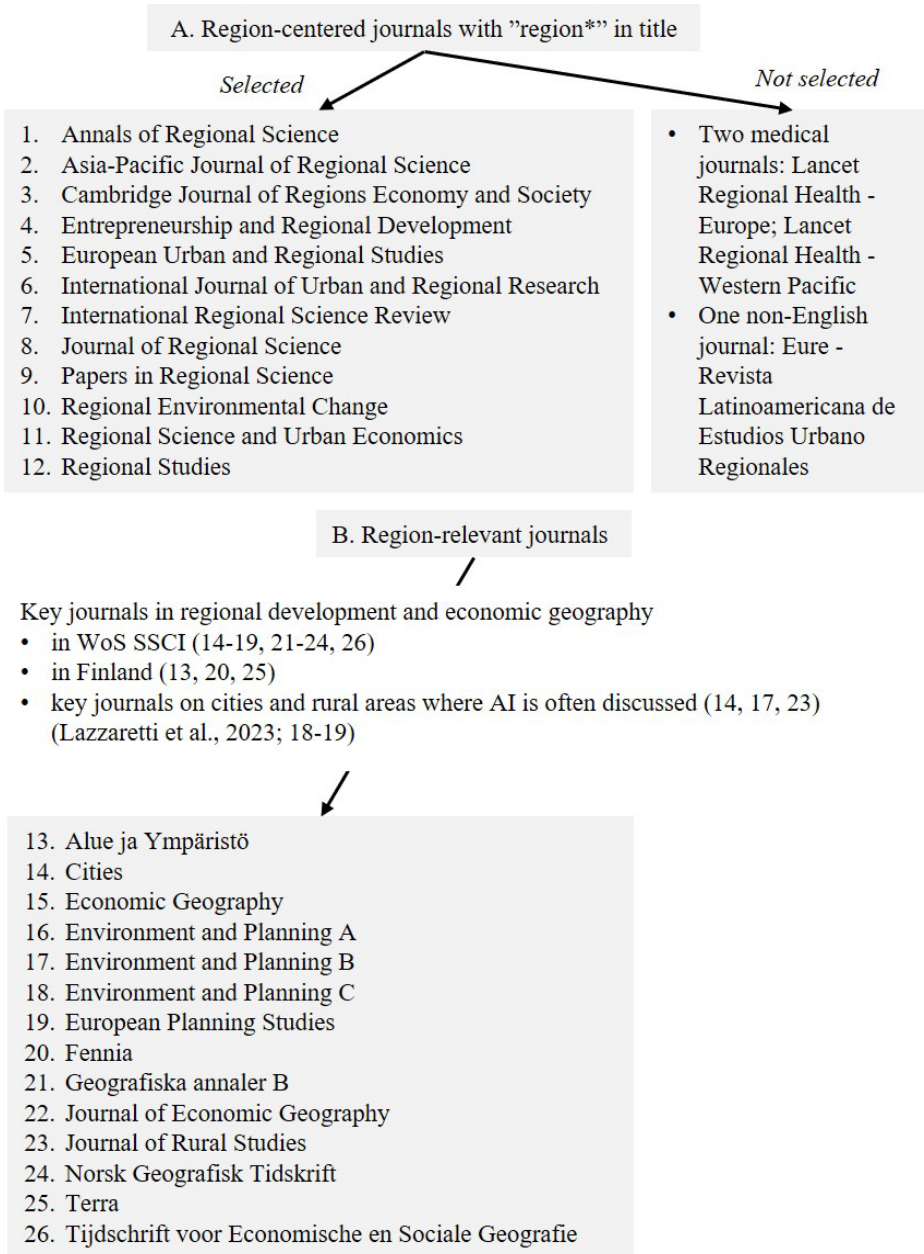 A. Region-centered journals with ”region*” in title
Selected
Not selected
1. Annals of Regional Science
2. Asia-Pacific Journal of Regional Science
3. Cambridge Journal of Regions Economy and Society
4. Entrepreneurship and Regional Development
5. European Urban and Regional Studies
6. International Journal of Urban and Regional Research
7. International Regional Science Review
8. Journal of Regional Science
9. Papers in Regional Science
10. Regional Environmental Change
11. Regional Science and Urban Economics
12. Regional Studies
• Two medical
journals: Lancet
Regional Health -
Europe; Lancet
Regional Health -
Western Pacific
• One non-English
journal: Eure -
Revista
Latinoamericana de
Estudios Urbano
Regionales
B. Region-relevant journals
Key journals in regional development and economic geography
• in WoS SSCI (14-19, 21-24, 26)
• in Finland (13, 20, 25)
• key journals on cities and rural areas where AI is often discussed (14, 17, 23)
(Lazzaretti et al., 2023; 18-19)
13. Alue ja Ympäristö
14. Cities
15. Economic Geography
16. Environment and Planning A
17. Environment and Planning B
18. Environment and Planning C
19. European Planning Studies
20. Fennia
21. Geografiska annaler B
22. Journal of Economic Geography
23. Journal of Rural Studies
24. Norsk Geografisk Tidskrift
25. Terra
26. Tijdschrift voor Economische en Sociale Geografie